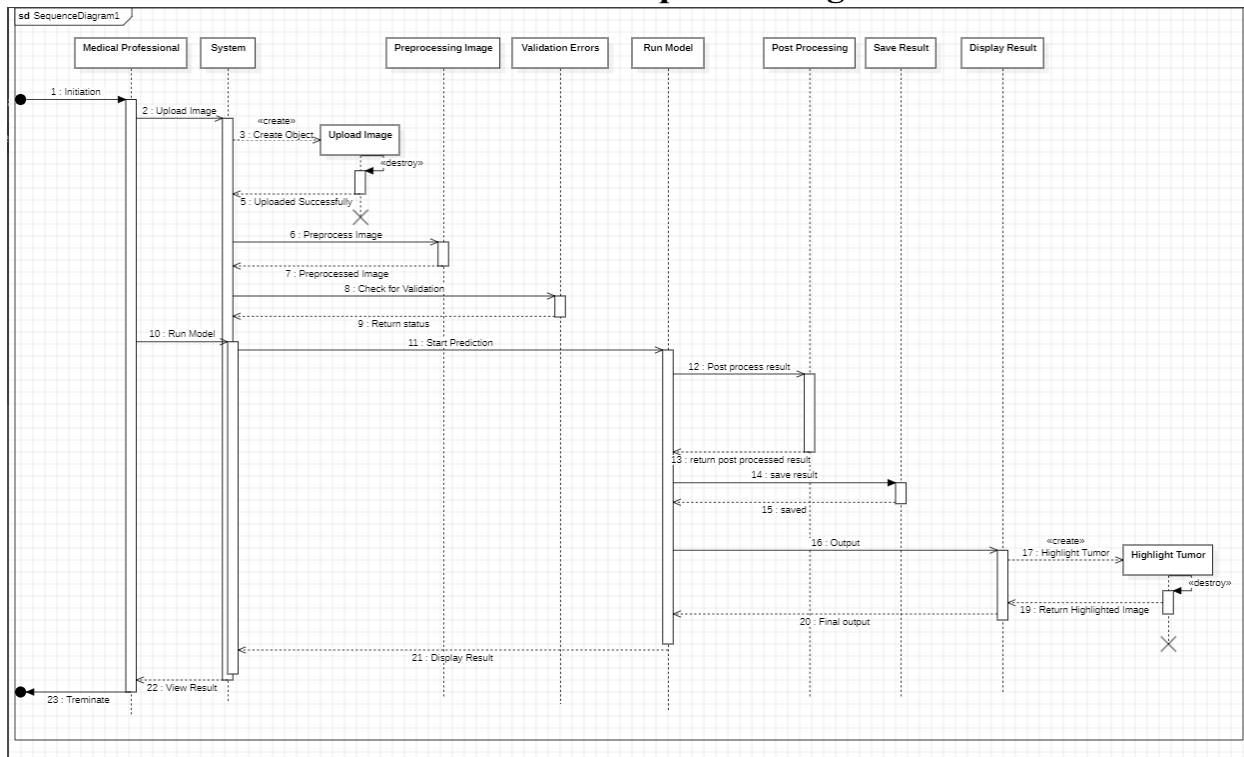 sd SequenceDiagram1
Medical Professional
System
Preprocessing Image
Validation Errors
Run Model
Post Processing
Save Result
Display Result
1 : Initiation
2 : Upload Image
«create»
3 : Create Object
Upload Image
«destroy»
5 : Uploaded Successfully
6 : Preprocess Image
7 : Preprocessed Image
8 : Check for Validation
9 : Return status
10 : Run Model
11 : Start Prediction
12 : Post process result
13 : return post processed result
14 : save result
15 : saved
16 : Output
«create»
17 : Highlight Tumor
Highlight Tumor
«destroy»
19 : Return Highlighted Image
20 : Final output
21 : Display Result
22 : View Result
23 : Treminate